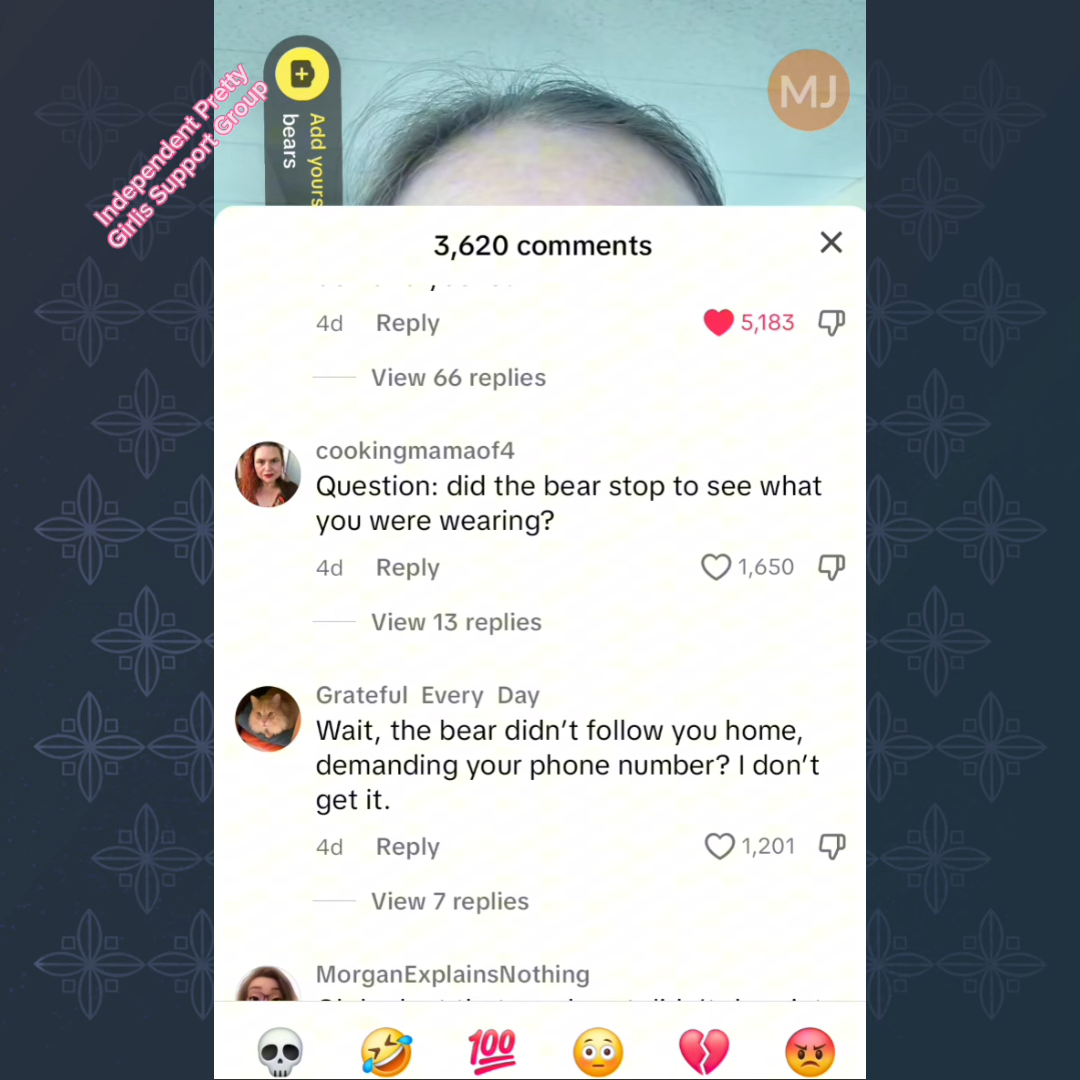 Independent Pretty
Girlis Support Group
Add yours
bears
MJ
3,620 comments
4d Reply 5,183
View 66 replies
cookingmamaof4
Question: did the bear stop to see what
you were wearing?
4d Reply 1,650
View 13 replies
Grateful Every Day
Wait, the bear didn't follow you home,
demanding your phone number? I don't
get it.
4d Reply 1,201
View 7 replies
MorganExplainsNothing
100